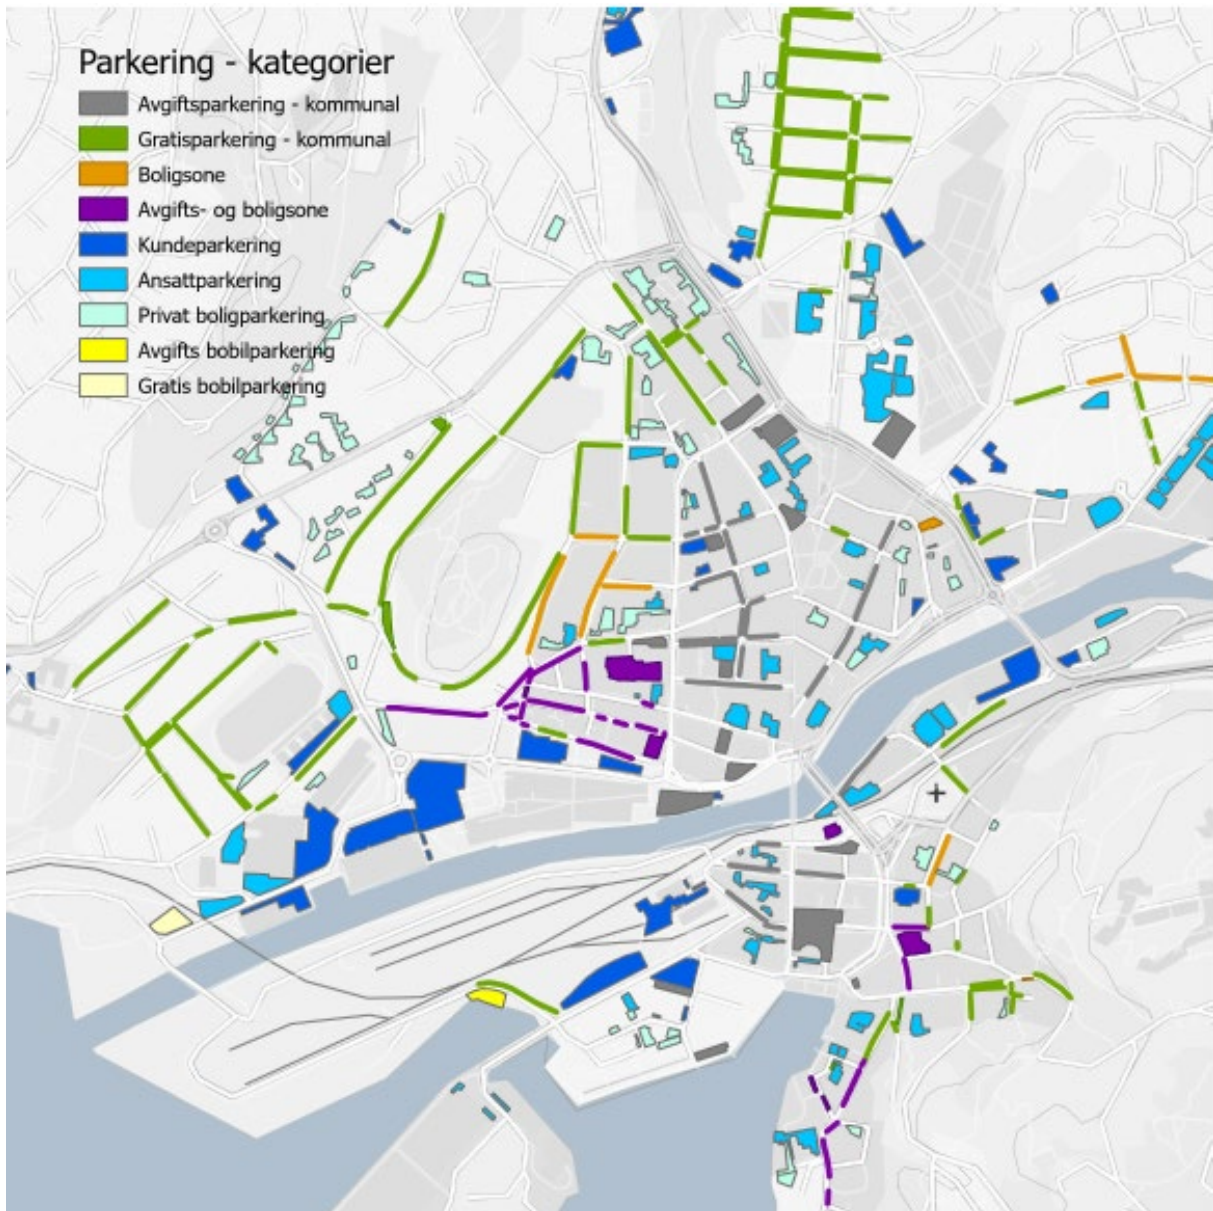 Parkering - kategorier
Avgiftsparkering - kommunal
Gratisparkering - kommunal
Boligsone
Avgifts- og boligsone
Kundeparkering
Ansattparkering
Privat boligparkering
Avgifts bobilparkering
Gratis bobilparkering